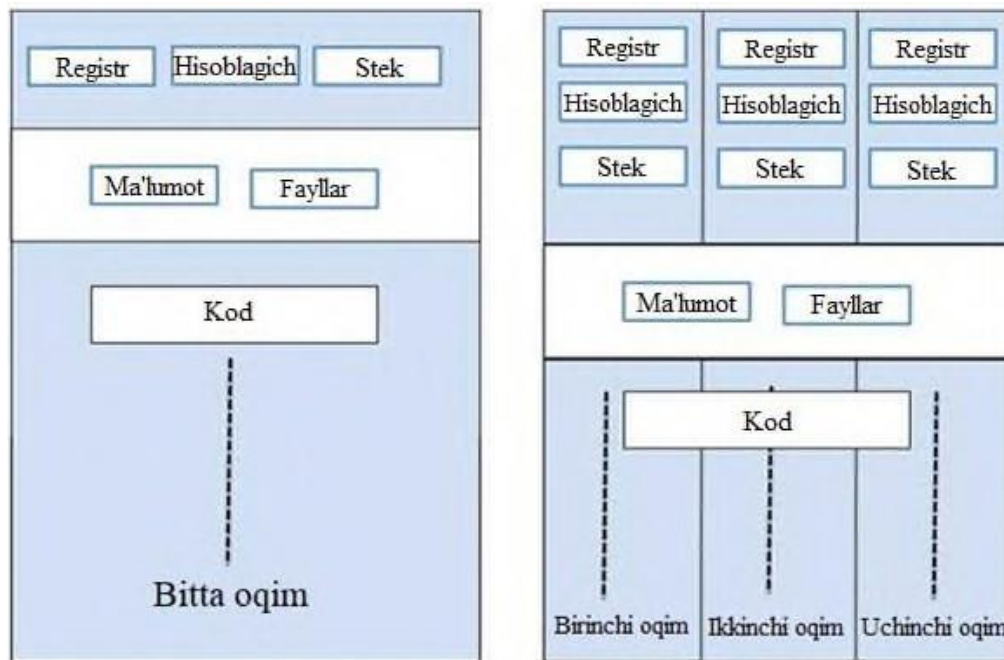 Registr Hisoblagich Stek
Ma'lumot Fayllar
Kod
Bitta oqim
Registr Registr Registr
Hisoblagich Hisoblagich Hisoblagich
Stek Stek Stek
Ma'lumot Fayllar
Kod
Birinchi oqim Ikkinchi oqim Uchinchi oqim